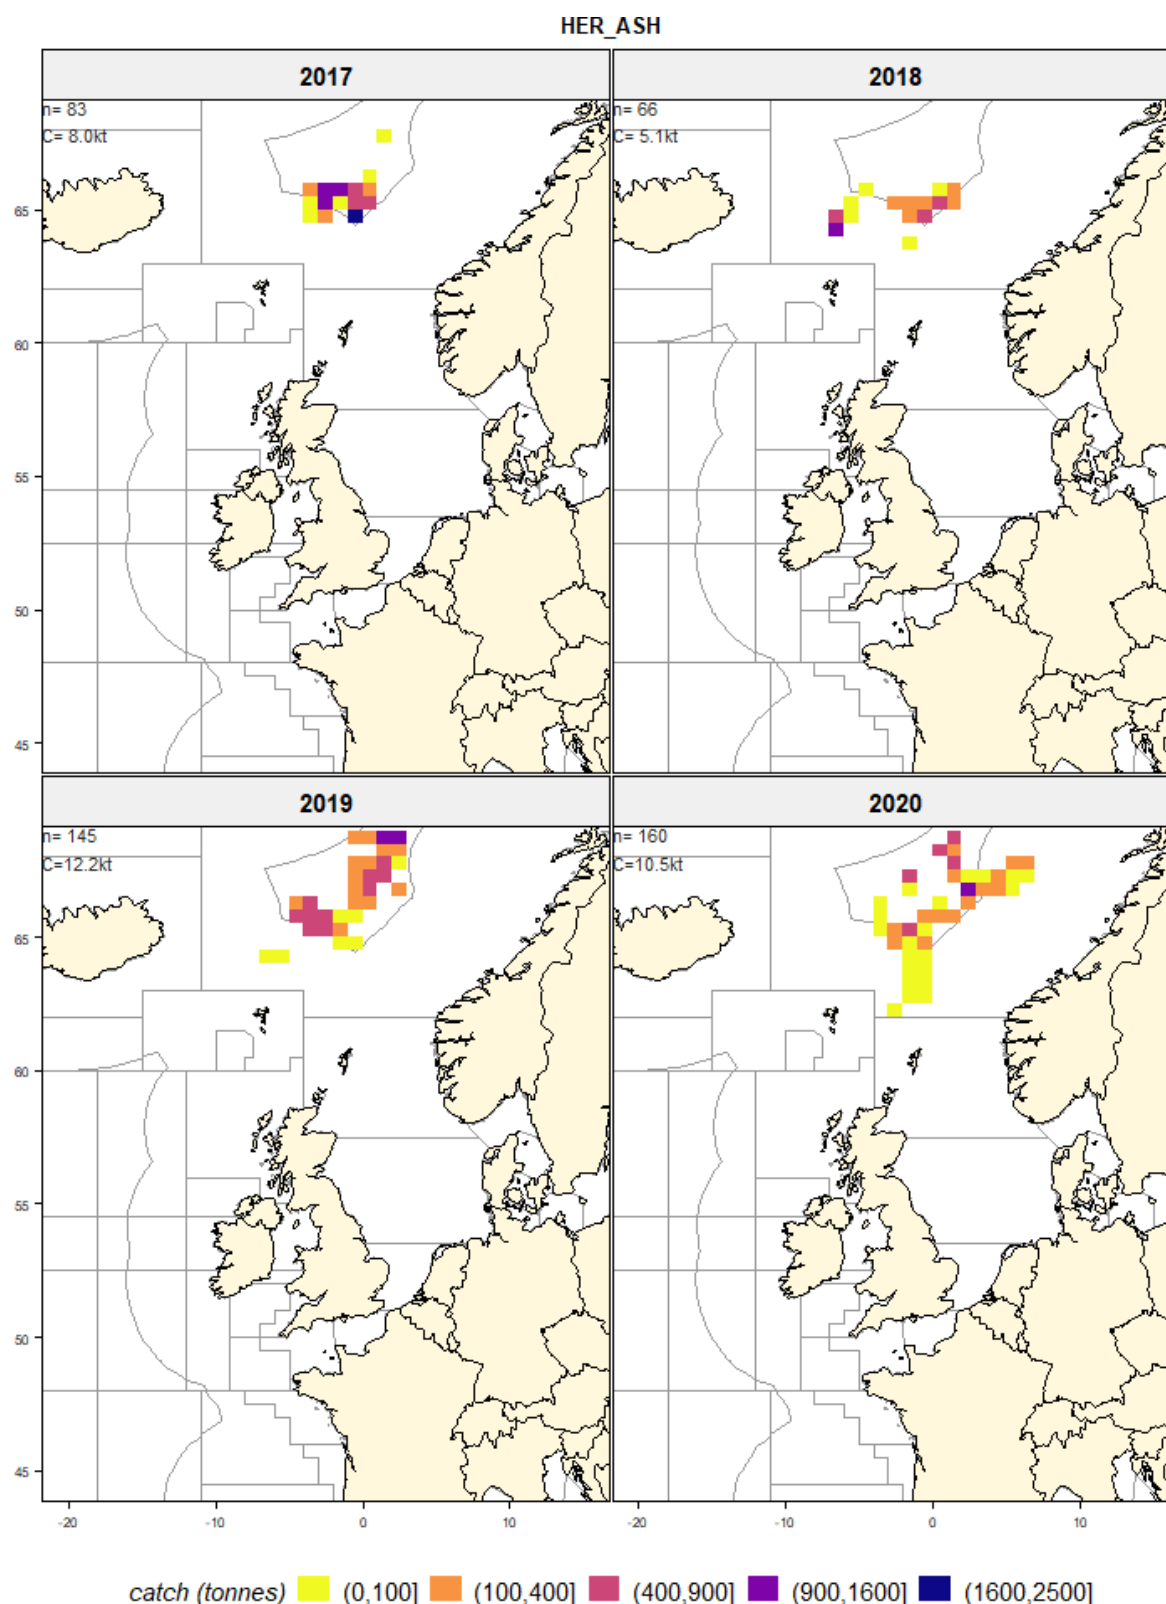 HER_ASH
2017
2018
n= 83
C= 8.0kt
n= 66
C= 5.1kt
65
60
55
50
45
2019
2020
n= 145
C=12.2kt
n= 160
C=10.5kt
65
60
55
50
45
-20 -10 0 10 -20 -10 0 10
catch (tonnes) (0,100] (100,400] (400,900] (900,1600] (1600,2500]